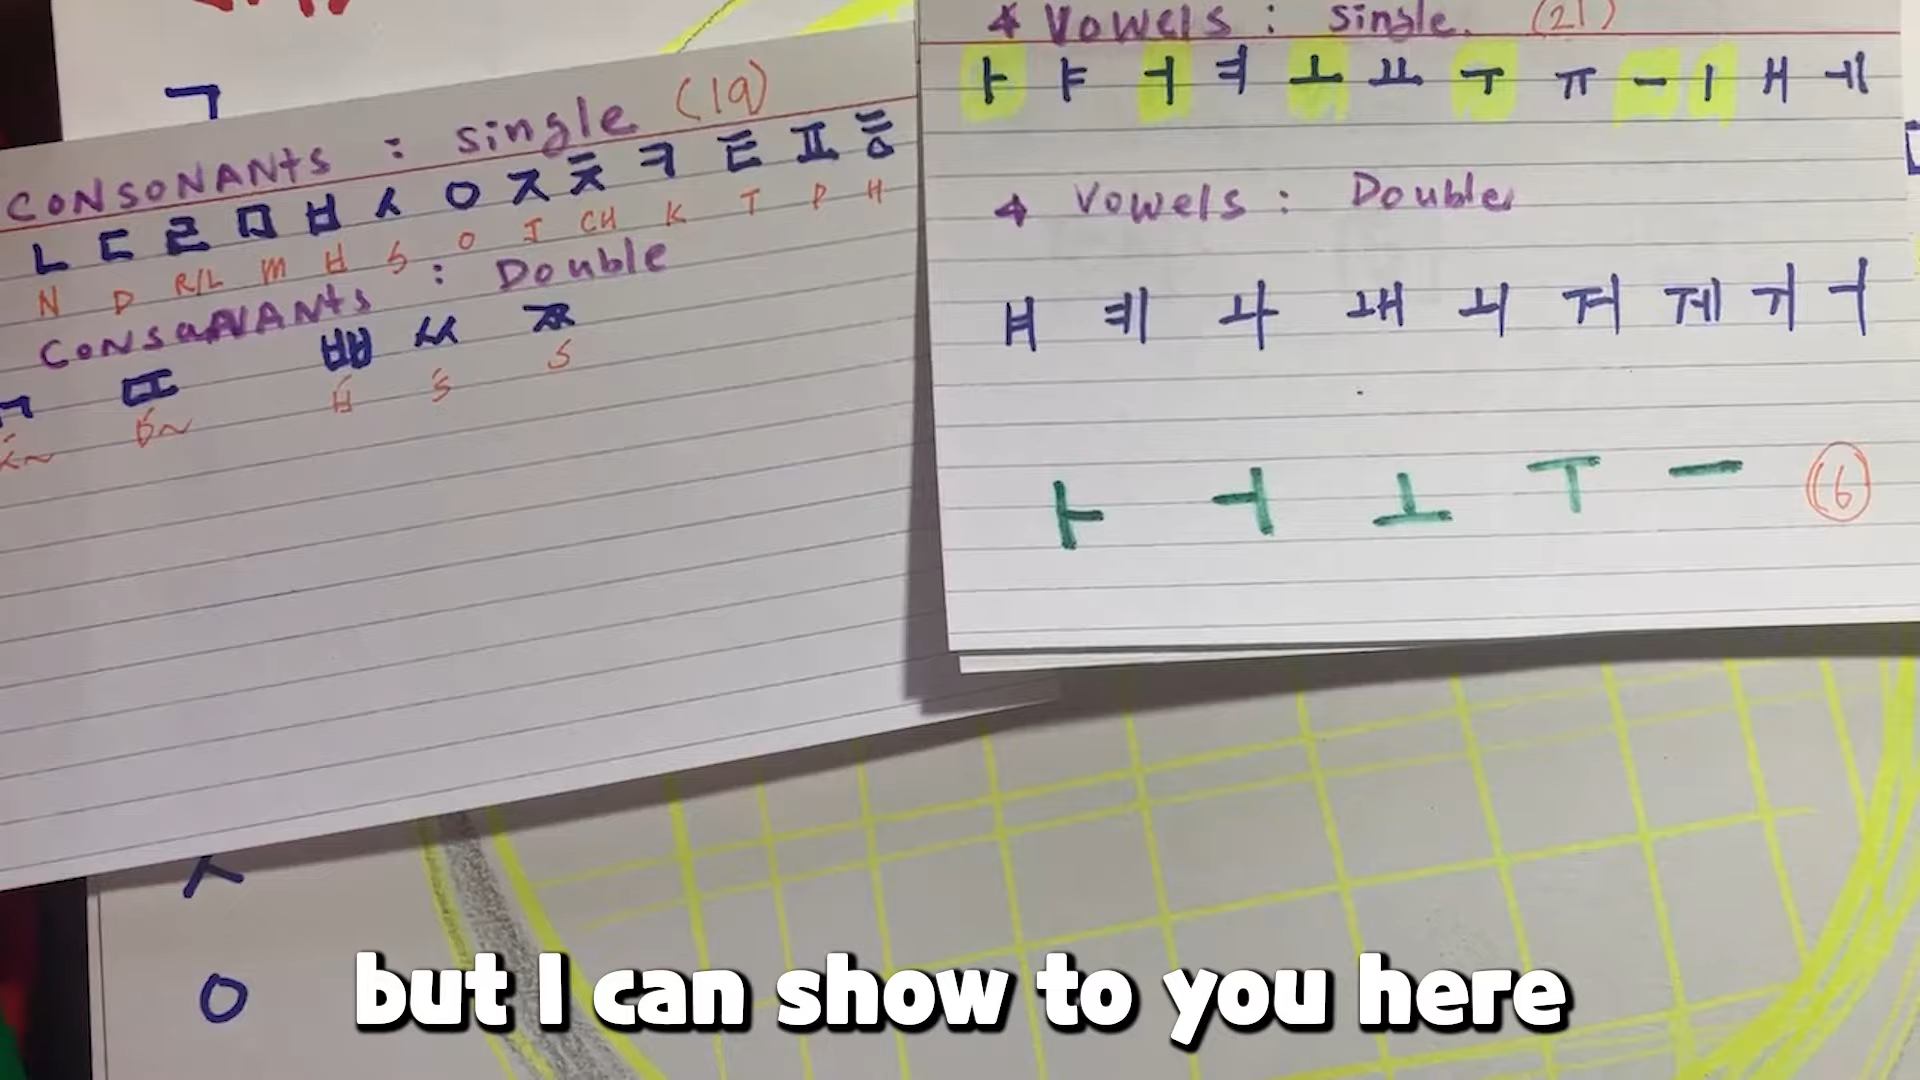 CONSONANTS : single (19)
ㄴ ㄷ ㄹ ㅁ ㅂ ㅅ ㅇ ㅈ ㅊ ㅋ ㅌ ㅍ ㅎ
N D R/L M H S O J CH K T P H
CONSONANTS : Double
ㄸ ㅃ ㅆ ㅉ
D~ H S S
Vowels : single. (21)
ㅏ ㅑ ㅓ ㅕ ㅗ ㅛ ㅜ ㅠ ㅡ ㅣ ㅐ ㅔ
Vowels : Double
ㅒ ㅖ ㅘ ㅙ ㅚ ㅝ ㅞ ㅟ ㅢ
ㅏ ㅓ ㅗ ㅜ ㅡ (6)
ㄱ
ㅅ
ㅇ
but I can show to you here